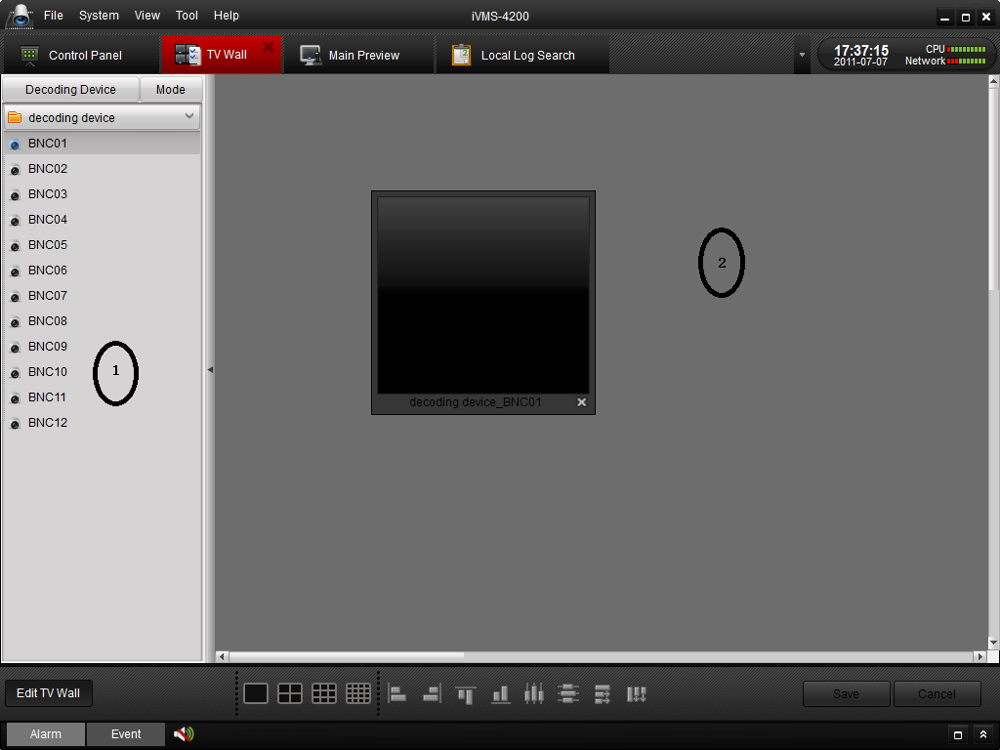 File System View Tool Help
iVMS-4200
Control Panel
TV Wall
Main Preview
Local Log Search
17:37:15
2011-07-07
CPU
Network
Decoding Device
Mode
decoding device
BNC01
BNC02
BNC03
BNC04
BNC05
BNC06
BNC07
BNC08
BNC09
BNC10
BNC11
BNC12
1
decoding device_BNC01
2
Edit TV Wall
Save
Cancel
Alarm
Event